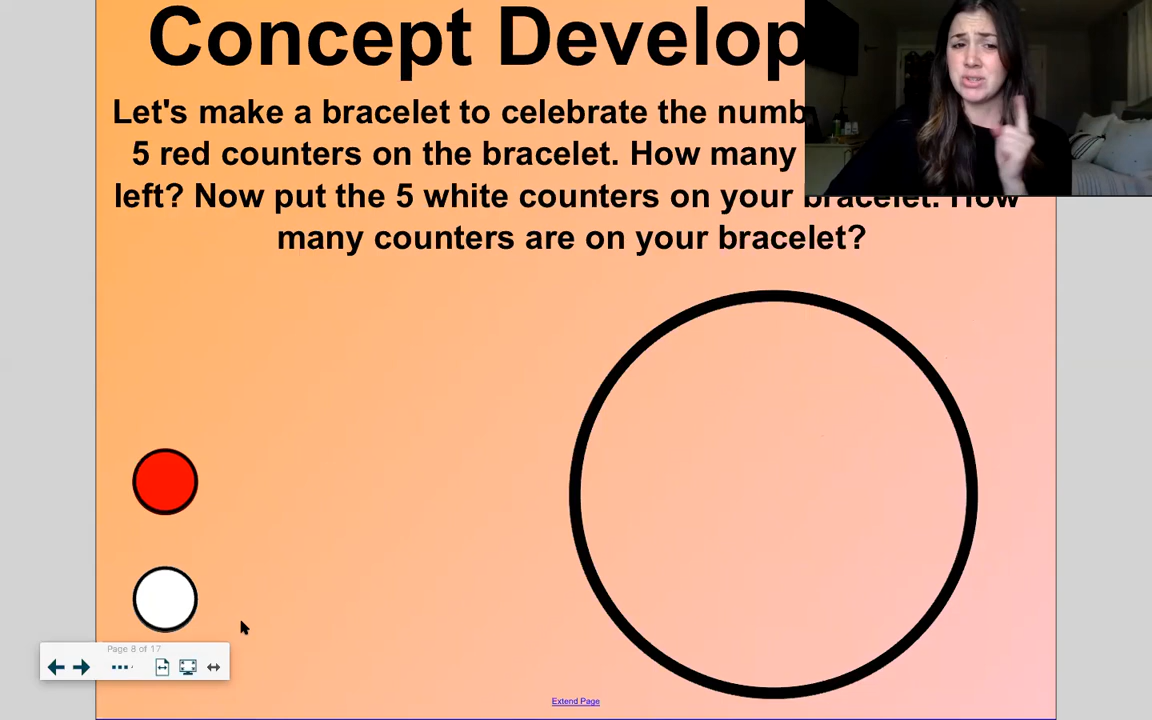 Concept Develop
Let's make a bracelet to celebrate the numb
5 red counters on the bracelet. How many
left? Now put the 5 white counters on your bracelet. How
many counters are on your bracelet?
Page 8 of 17
Extend Page